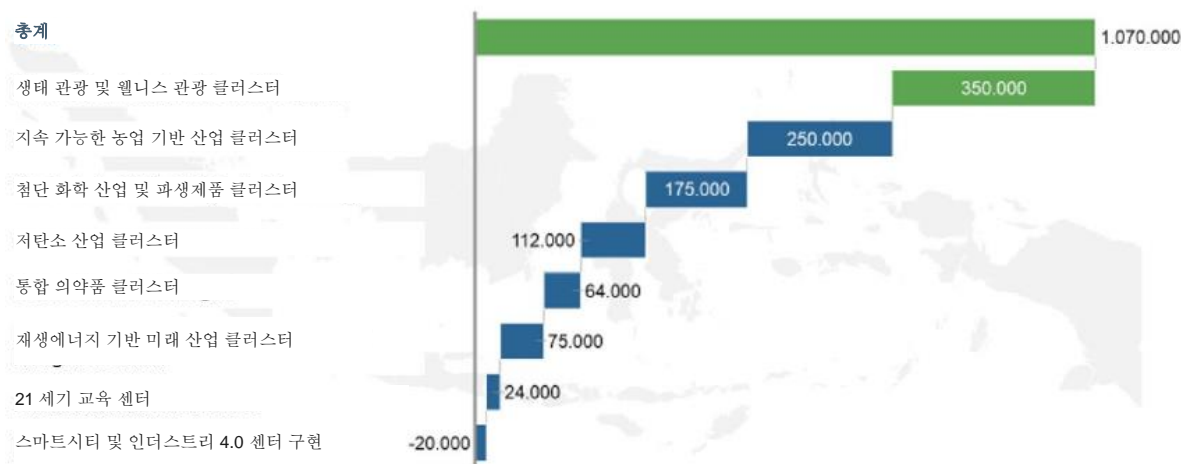 총계
1.070.000
생태 관광 및 웰니스 관광 클러스터
350.000
지속 가능한 농업 기반 산업 클러스터
250.000
첨단 화학 산업 및 파생제품 클러스터
175.000
저탄소 산업 클러스터
112.000
통합 의약품 클러스터
64.000
재생에너지 기반 미래 산업 클러스터
75.000
21 세기 교육 센터
24.000
스마트시티 및 인더스트리 4.0 센터 구현
-20.000